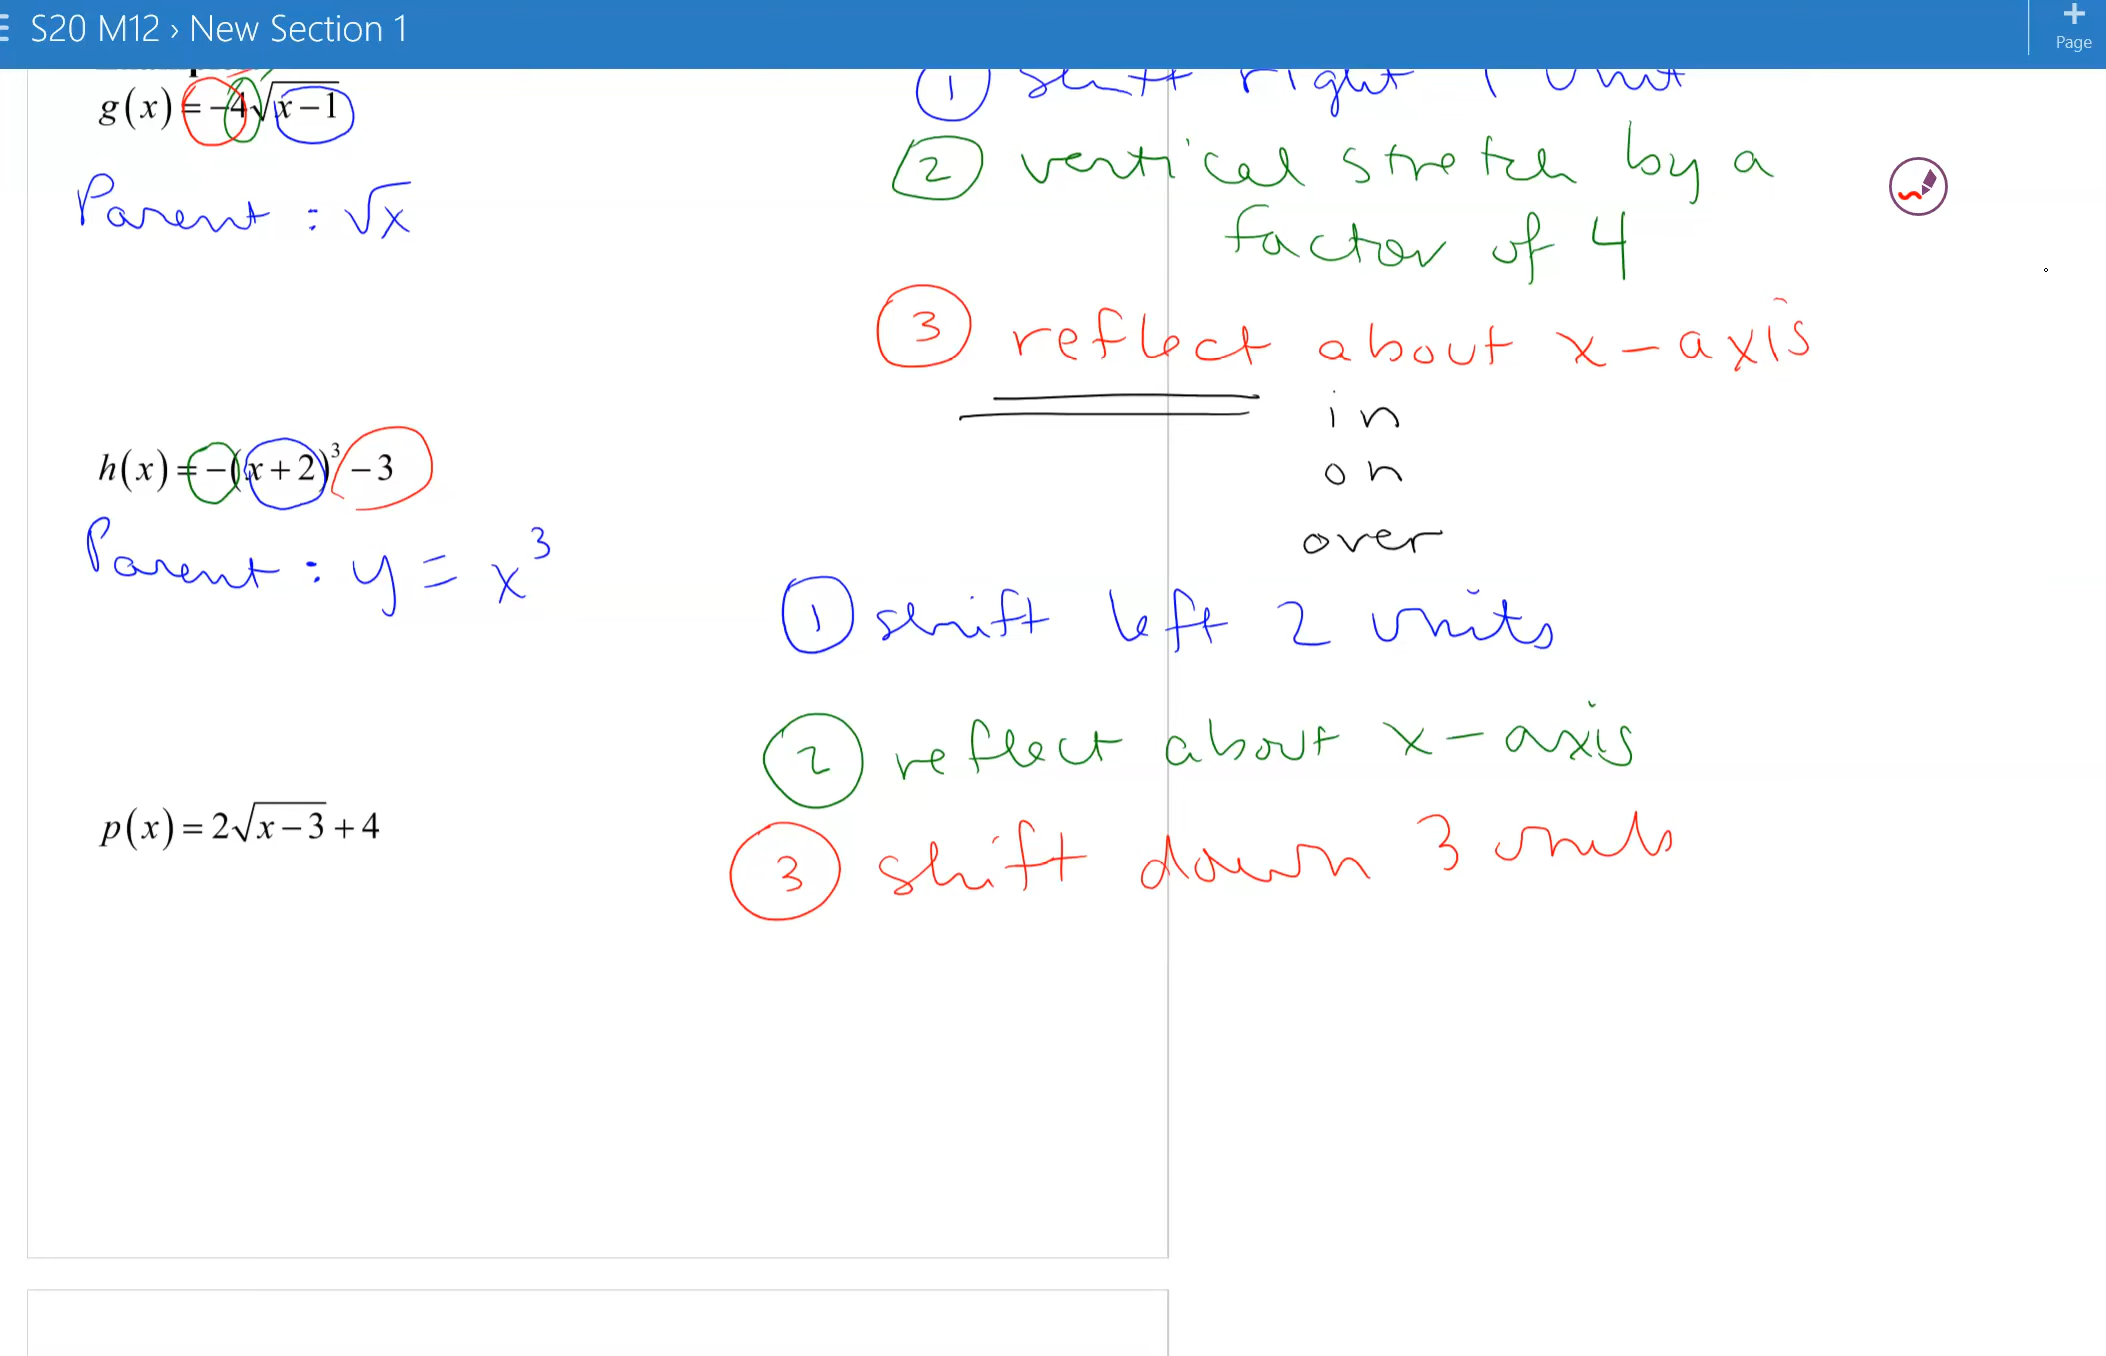 S20 M12 › New Section 1
Page
g(x) = −4√(x−1)
Parent : √x
① shift right 1 unit
② vertical stretch by a
factor of 4
③ reflect about x-axis
in
on
over
h(x) = −(x+2)³ −3
Parent : y = x³
① shift left 2 units
② reflect about x-axis
③ shift down 3 units
p(x) = 2√(x−3) + 4